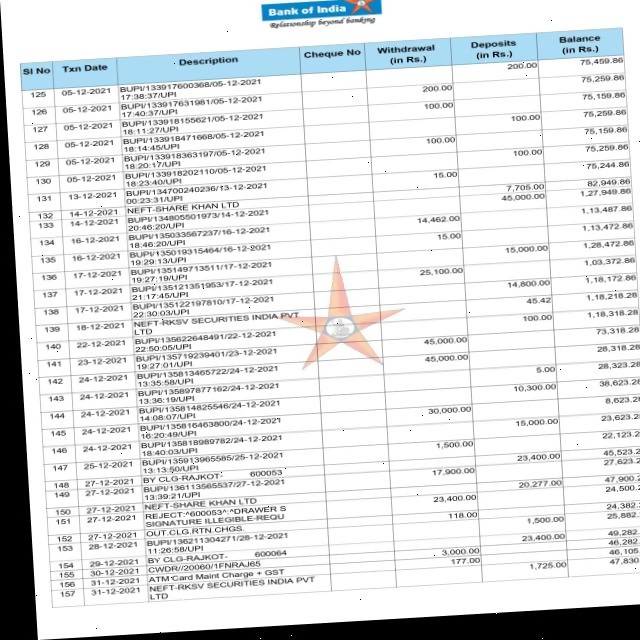 Bank of India
Relationship beyond banking
Sl No Txn Date Description Cheque No Withdrawal (in Rs.) Deposits (in Rs.) Balance (in Rs.)
125 05-12-2021 BUPI/133917600368/05-12-2021 200.00 75,459.86
17:38:37/UPI
126 05-12-2021 BUPI/133917631981/05-12-2021 200.00 75,259.86
17:40:37/UPI
127 05-12-2021 BUPI/133918155621/05-12-2021 100.00 75,159.86
18:11:27/UPI
128 05-12-2021 BUPI/133918471668/05-12-2021 100.00 75,259.86
18:14:45/UPI
129 05-12-2021 BUPI/133918363197/05-12-2021 100.00 75,159.86
18:20:17/UPI
130 05-12-2021 BUPI/133918202110/05-12-2021 100.00 75,259.86
18:23:40/UPI
131 13-12-2021 BUPI/134700240236/13-12-2021 15.00 75,244.86
00:23:31/UPI
132 14-12-2021 NEFT-SHARE KHAN LTD 7,705.00 82,949.86
133 14-12-2021 BUPI/134805501973/14-12-2021 45,000.00 1,27,949.86
20:46:20/UPI
134 16-12-2021 BUPI/135033567237/16-12-2021 14,462.00 1,13,487.86
18:46:20/UPI
135 16-12-2021 BUPI/135019315464/16-12-2021 15.00 1,13,472.86
19:29:13/UPI
136 17-12-2021 BUPI/135149713511/17-12-2021 15,000.00 1,28,472.86
19:27:19/UPI
137 17-12-2021 BUPI/135121351953/17-12-2021 25,100.00 1,03,372.86
21:17:45/UPI
138 17-12-2021 BUPI/135122197810/17-12-2021 14,800.00 1,18,172.86
22:30:03/UPI
139 18-12-2021 NEFT-RKSV SECURITIES INDIA PVT 45.42 1,18,218.28
LTD
140 22-12-2021 BUPI/135622648491/22-12-2021 100.00 1,18,318.28
22:50:05/UPI
141 23-12-2021 BUPI/135719239401/23-12-2021 45,000.00 73,318.28
19:27:01/UPI
142 24-12-2021 BUPI/135813465722/24-12-2021 45,000.00 28,318.28
13:35:58/UPI
143 24-12-2021 BUPI/135897877162/24-12-2021 5.00 28,323.28
13:36:19/UPI
144 24-12-2021 BUPI/135814825546/24-12-2021 10,300.00 38,623.28
14:08:07/UPI
145 24-12-2021 BUPI/135816463800/24-12-2021 30,000.00 8,623.28
16:20:49/UPI
146 24-12-2021 BUPI/135818989782/24-12-2021 15,000.00 23,623.2
18:40:03/UPI
147 25-12-2021 BUPI/135913965585/25-12-2021 1,500.00 22,123.2
13:13:50/UPI
148 27-12-2021 BY CLG-RAJKOT- 600053 23,400.00 45,523.2
149 27-12-2021 BUPI/136113565537/27-12-2021 17,900.00 27,623.2
13:39:21/UPI
150 27-12-2021 NEFT-SHARE KHAN LTD 20,277.00 47,900.2
151 27-12-2021 REJECT:^600053^:^DRAWER S 23,400.00 24,500.2
SIGNATURE ILLEGIBLE-REQU
152 27-12-2021 OUT.CLG.RTN.CHGS. 118.00 24,382.
153 28-12-2021 BUPI/136211304271/28-12-2021 1,500.00 25,882.
11:26:58/UPI
154 29-12-2021 BY CLG-RAJKOT- 600064 23,400.00 49,282.
155 30-12-2021 CWDR/20060/1FNRAJ65 3,000.00 46,282.
156 31-12-2021 ATM Card Maint Charge + GST 177.00 46,105.
157 31-12-2021 NEFT-RKSV SECURITIES INDIA PVT 1,725.00 47,830
LTD